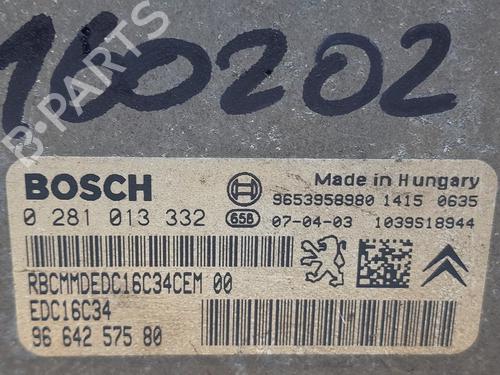 160202
B-PARTS
BOSCH
Made in Hungary
9653958980 1415 0635
0 281 013 332
658 07-04-03 1039S18944
RBCMMDEDC16C34CEM 00
EDC16C34
96 642 575 80